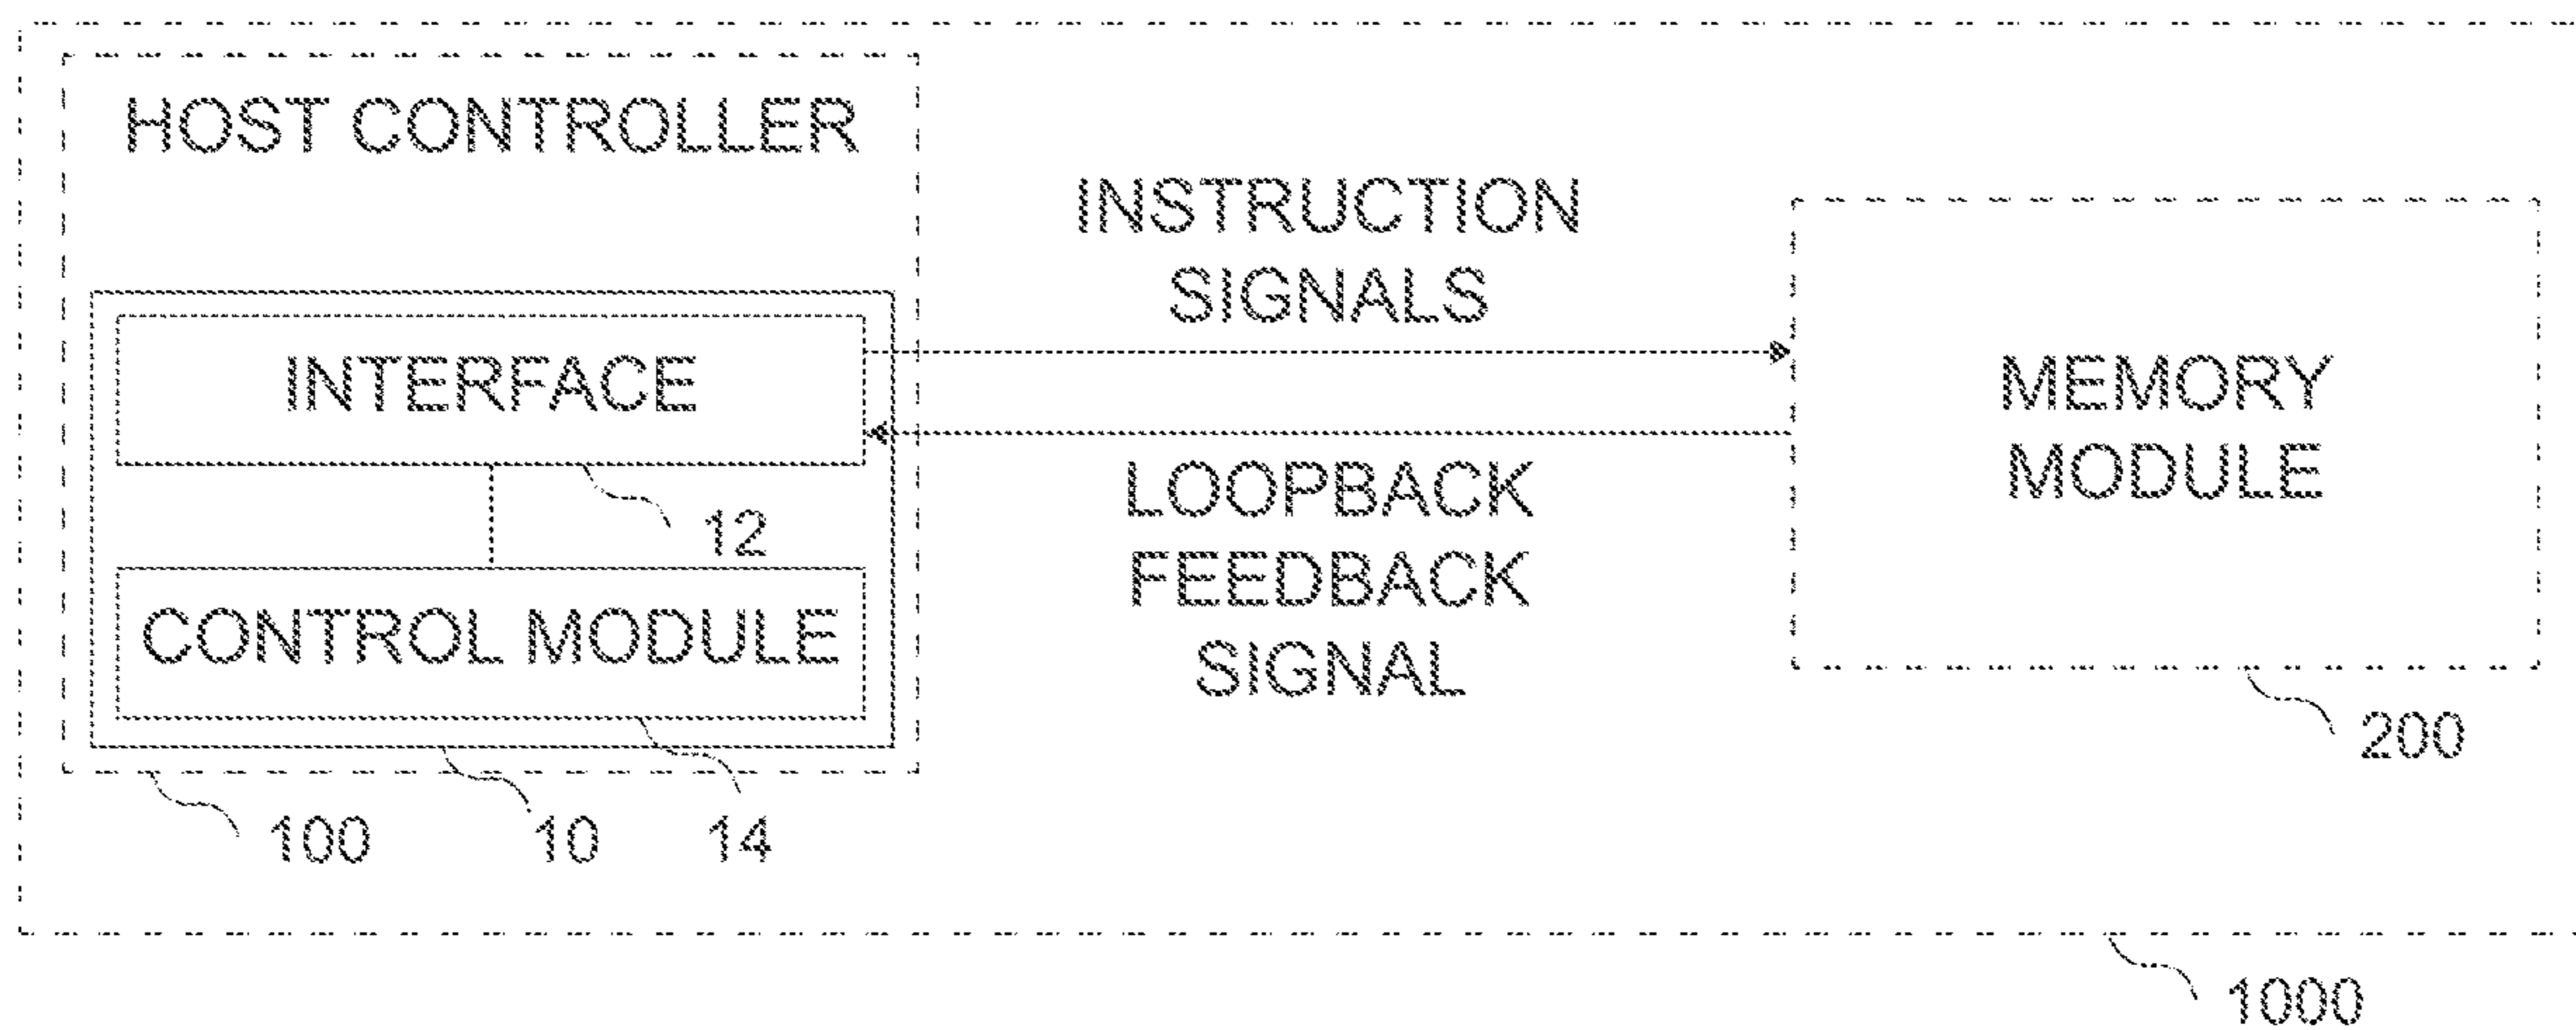 HOST CONTROLLER
INSTRUCTION
SIGNALS
INTERFACE
12
CONTROL MODULE
LOOPBACK
FEEDBACK
SIGNAL
MEMORY
MODULE
200
100
10
14
1000